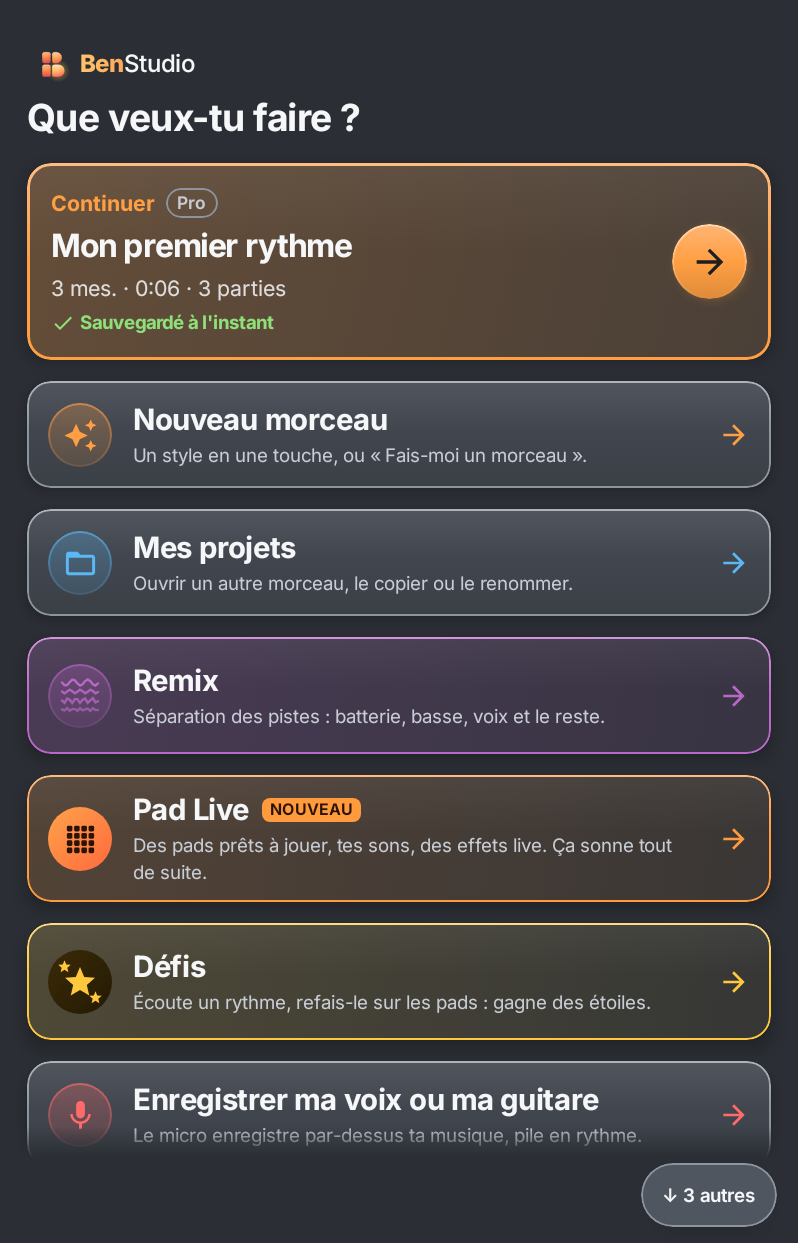 BenStudio
Que veux-tu faire ?
Continuer Pro
Mon premier rythme
3 mes. · 0:06 · 3 parties
Sauvegardé à l'instant
Nouveau morceau
Un style en une touche, ou « Fais-moi un morceau ».
Mes projets
Ouvrir un autre morceau, le copier ou le renommer.
Remix
Séparation des pistes : batterie, basse, voix et le reste.
Pad Live NOUVEAU
Des pads prêts à jouer, tes sons, des effets live. Ça sonne tout
de suite.
Défis
Écoute un rythme, refais-le sur les pads : gagne des étoiles.
Enregistrer ma voix ou ma guitare
Le micro enregistre par-dessus ta musique, pile en rythme.
↓ 3 autres